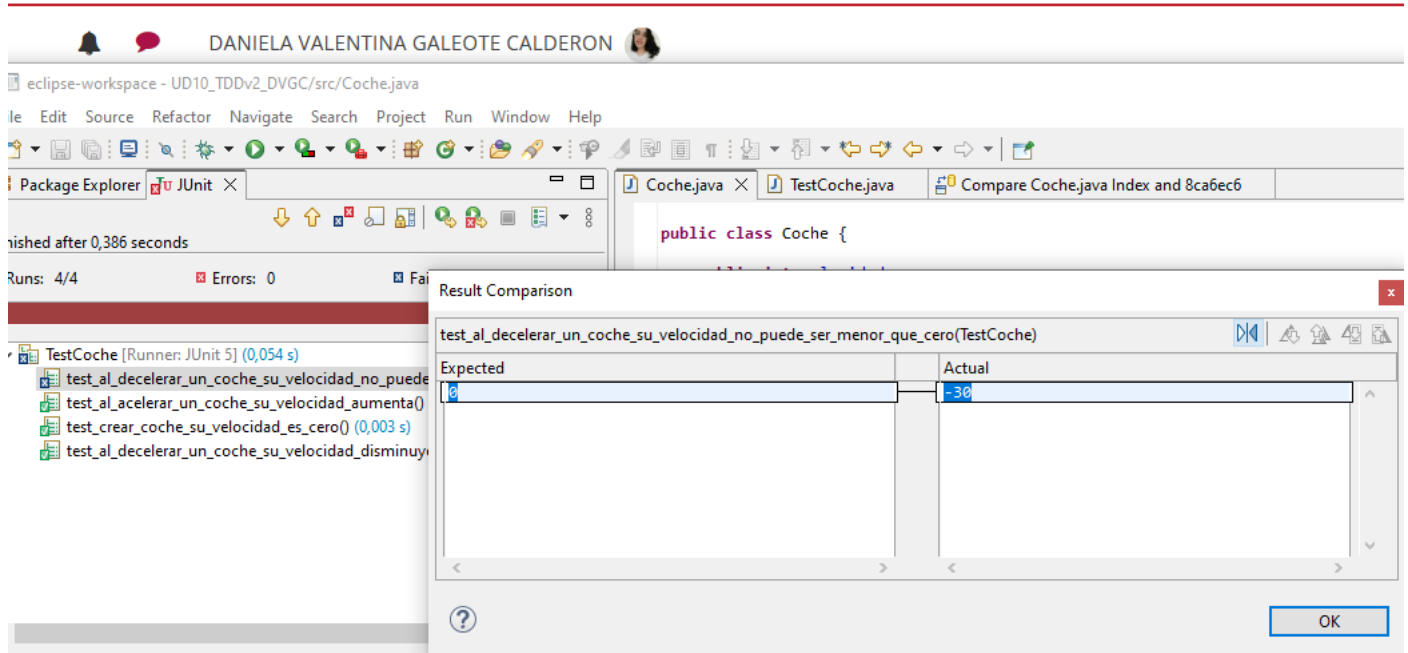 DANIELA VALENTINA GALEOTE CALDERON
eclipse-workspace - UD10_TDDv2_DVGC/src/Coche.java
Edit Source Refactor Navigate Search Project Run Window Help
Package Explorer JUnit
Coche.java TestCoche.java Compare Coche.java Index and 8ca6ec6
after 0,386 seconds
public class Coche {
Runs: 4/4 Errors: 0
Result Comparison
test_al_decelerar_un_coche_su_velocidad_no_puede_ser_menor_que_cero(TestCoche)
TestCoche [Runner: JUnit 5] (0,054 s)
Expected Actual
test_al_decelerar_un_coche_su_velocidad_no_puede
0 -30
test_al_acelerar_un_coche_su_velocidad_aumenta()
test_crear_coche_su_velocidad_es_cero() (0,003 s)
test_al_decelerar_un_coche_su_velocidad_disminuy
OK